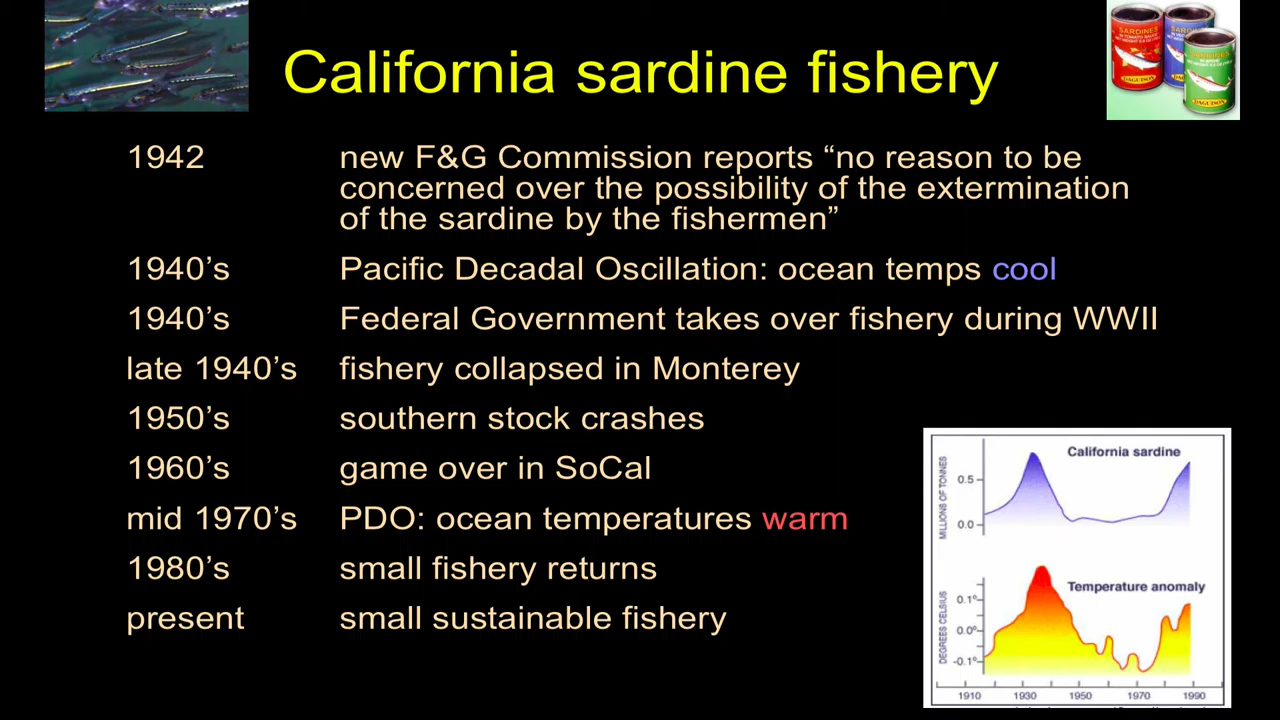 California sardine fishery
SARDINES
DAGUISON
DAGUISON
1942 new F&G Commission reports “no reason to be
concerned over the possibility of the extermination
of the sardine by the fishermen”
1940’s Pacific Decadal Oscillation: ocean temps cool
1940’s Federal Government takes over fishery during WWII
late 1940’s fishery collapsed in Monterey
1950’s southern stock crashes
1960’s game over in SoCal
mid 1970’s PDO: ocean temperatures warm
1980’s small fishery returns
present small sustainable fishery
California sardine
MILLIONS OF TONNES
0.5
0.0
Temperature anomaly
DEGREES CELSIUS
0.1°
0.0°
-0.1°
1910 1930 1950 1970 1990